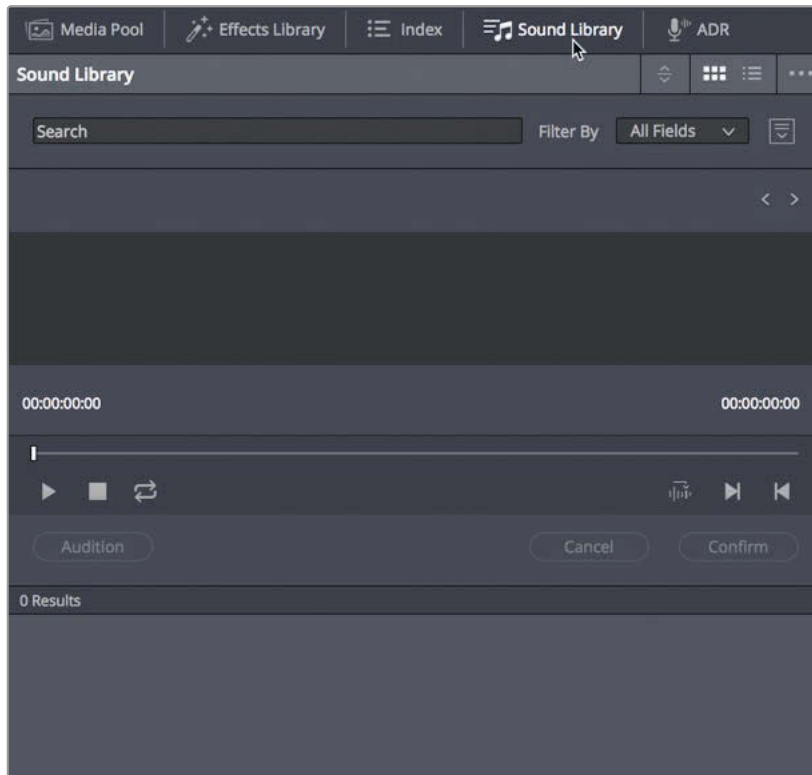 Media Pool Effects Library Index Sound Library ADR
Sound Library
Search Filter By All Fields
00:00:00:00 00:00:00:00
Audition Cancel Confirm
0 Results